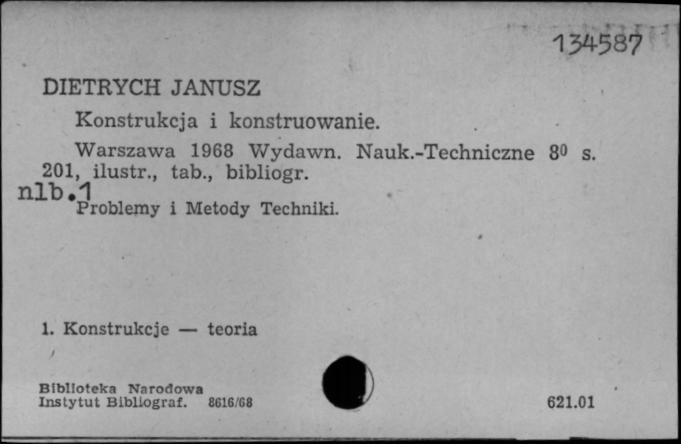 134587
DIETRYCH JANUSZ
Konstrukcja i konstruowanie.
Warszawa 1968 Wydawn. Nauk.-Techniczne 8⁰ s.
201, ilustr., tab., bibliogr.
nlb.1
Problemy i Metody Techniki.
1. Konstrukcje — teoria
Biblioteka Narodowa
Instytut Bibliograf. 8616/68
621.01